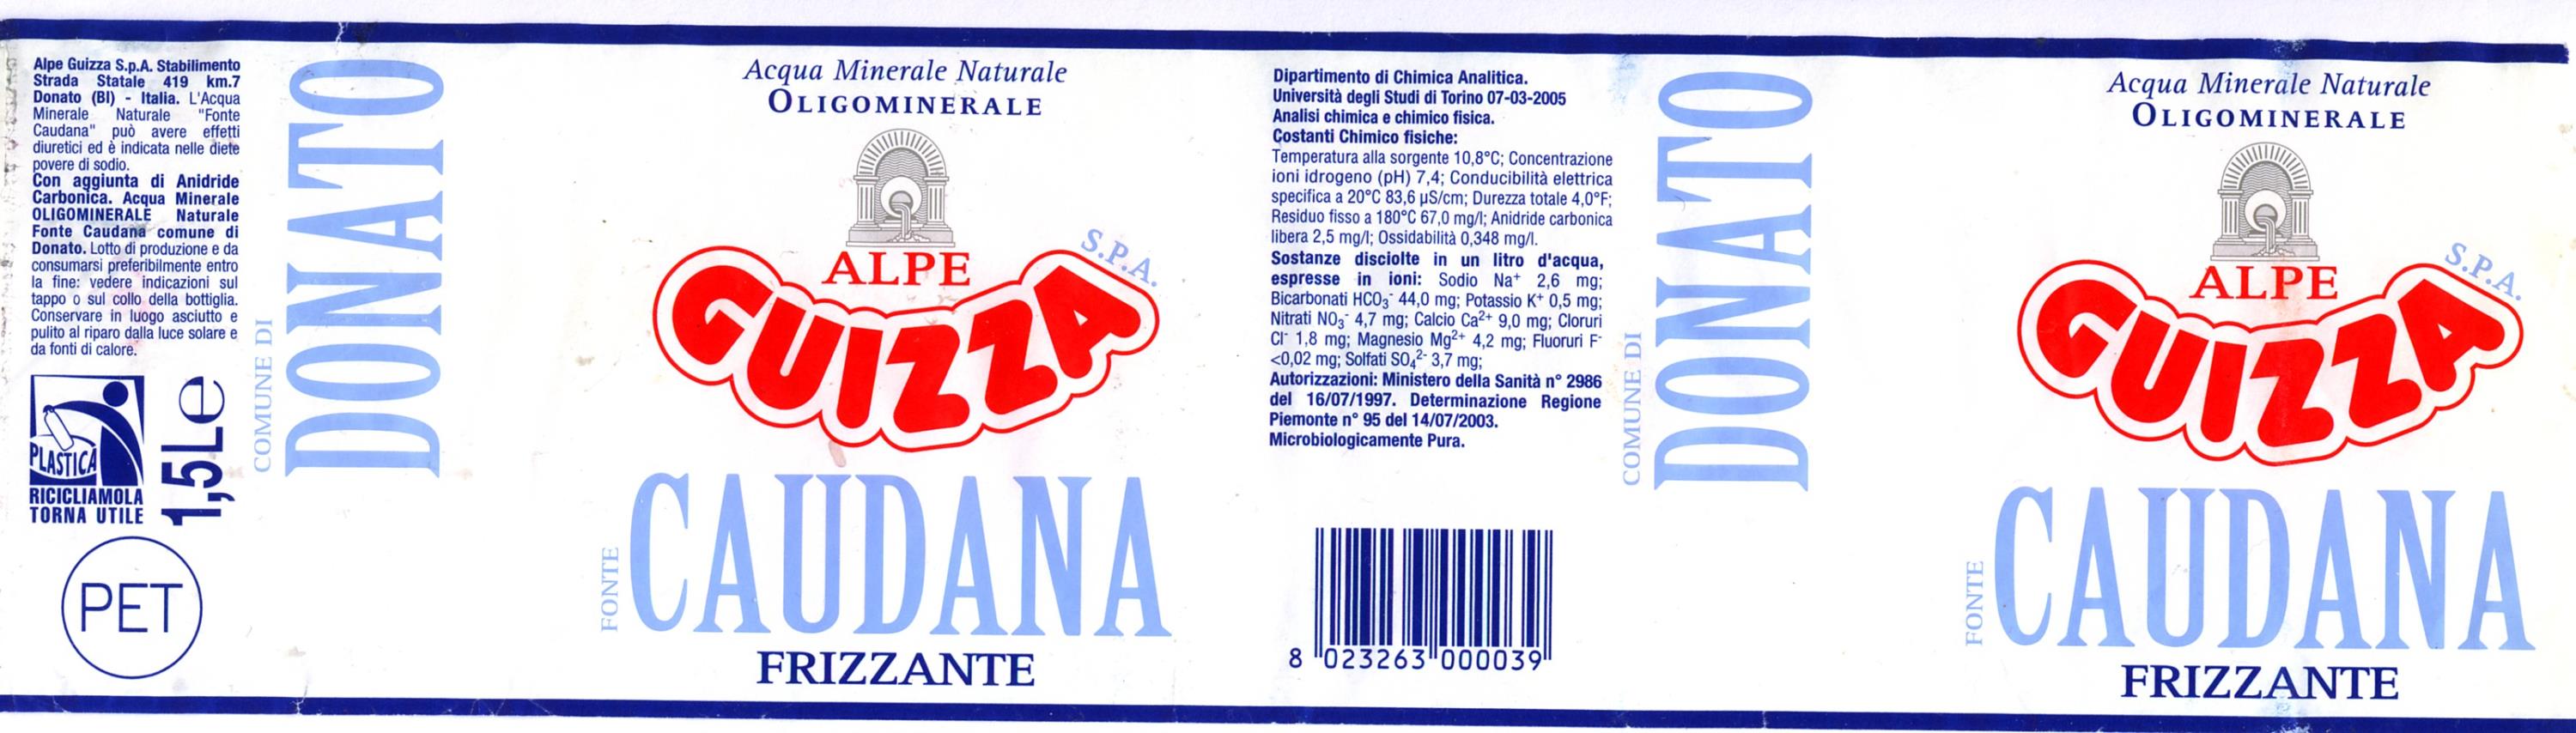 Alpe Guizza S.p.A. Stabilimento
Strada Statale 419 km.7
Donato (BI) - Italia. L'Acqua
Minerale Naturale "Fonte
Caudana" può avere effetti
diuretici ed è indicata nelle diete
povere di sodio.
Con aggiunta di Anidride
Carbonica. Acqua Minerale
OLIGOMINERALE Naturale
Fonte Caudana comune di
Donato. Lotto di produzione e da
consumarsi preferibilmente entro
la fine: vedere indicazioni sul
tappo o sul collo della bottiglia.
Conservare in luogo asciutto e
pulito al riparo dalla luce solare e
da fonti di calore.
PLASTICA
RICICLIAMOLA
TORNA UTILE
1,5L e
PET
COMUNE DI
DONATO
Acqua Minerale Naturale
OLIGOMINERALE
ALPE
GUIZZA
S.P.A.
FONTE
CAUDANA
FRIZZANTE
Dipartimento di Chimica Analitica.
Università degli Studi di Torino 07-03-2005
Analisi chimica e chimico fisica.
Costanti Chimico fisiche:
Temperatura alla sorgente 10,8°C; Concentrazione
ioni idrogeno (pH) 7,4; Conducibilità elettrica
specifica a 20°C 83,6 µS/cm; Durezza totale 4,0°F;
Residuo fisso a 180°C 67,0 mg/l; Anidride carbonica
libera 2,5 mg/l; Ossidabilità 0,348 mg/l.
Sostanze disciolte in un litro d'acqua,
espresse in ioni: Sodio Na⁺ 2,6 mg;
Bicarbonati HCO₃⁻ 44,0 mg; Potassio K⁺ 0,5 mg;
Nitrati NO₃⁻ 4,7 mg; Calcio Ca²⁺ 9,0 mg; Cloruri
Cl⁻ 1,8 mg; Magnesio Mg²⁺ 4,2 mg; Fluoruri F⁻
<0,02 mg; Solfati SO₄²⁻ 3,7 mg;
Autorizzazioni: Ministero della Sanità n° 2986
del 16/07/1997. Determinazione Regione
Piemonte n° 95 del 14/07/2003.
Microbiologicamente Pura.
8 023263 000039
COMUNE DI
DONATO
Acqua Minerale Naturale
OLIGOMINERALE
ALPE
GUIZZA
S.P.A.
FONTE
CAUDANA
FRIZZANTE